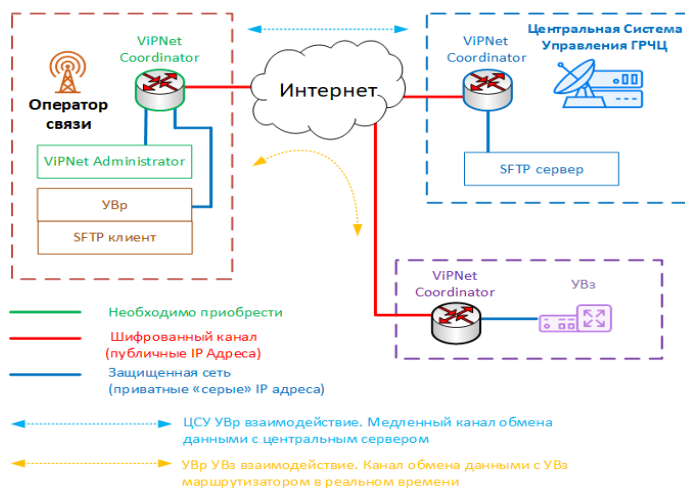 ViPNet
Coordinator
Оператор
связи
ViPNet Administrator
УВр
SFTP клиент
Интернет
ViPNet
Coordinator
Центральная Система
Управления ГРЧЦ
SFTP сервер
ViPNet
Coordinator
УВз
Необходимо приобрести
Шифрованный канал
(публичные IP Адреса)
Защищенная сеть
(приватные «серые» IP адреса)
ЦСУ УВр взаимодействие. Медленный канал обмена
данными с центральным сервером
УВр УВз взаимодействие. Канал обмена данными с УВз
маршрутизатором в реальном времени